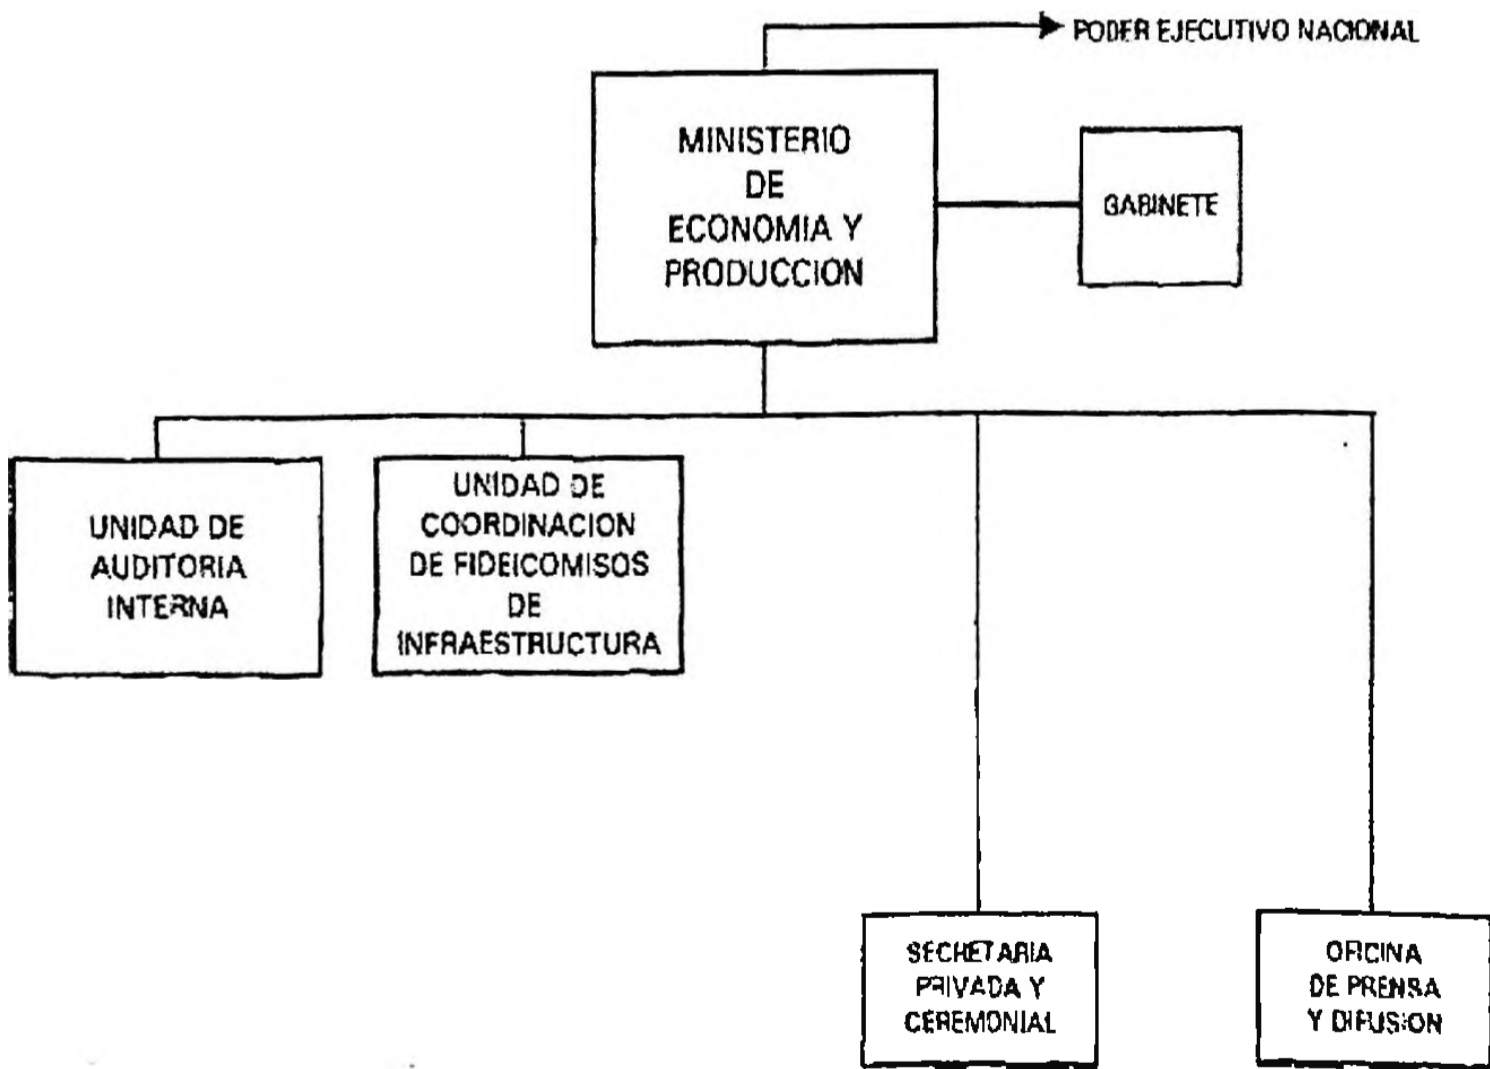 PODER EJECUTIVO NACIONAL
MINISTERIO
DE
ECONOMIA Y
PRODUCCION
GABINETE
UNIDAD DE
AUDITORIA
INTERNA
UNIDAD DE
COORDINACION
DE FIDEICOMISOS
DE
INFRAESTRUCTURA
SECRETARIA
PRIVADA Y
CEREMONIAL
OFICINA
DE PRENSA
Y DIFUSION